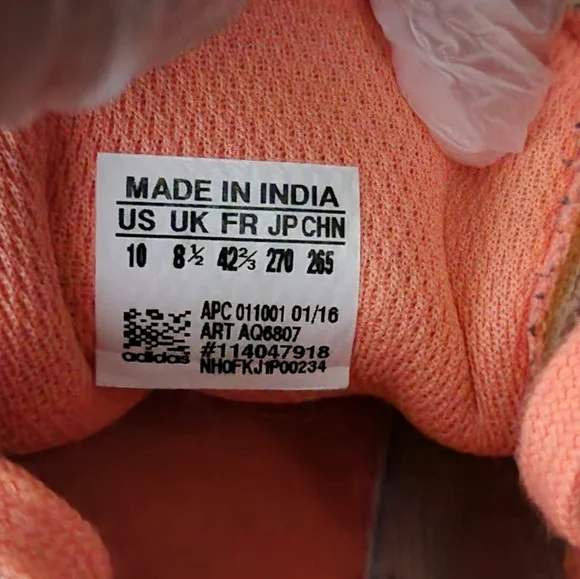 MADE IN INDIA
US UK FR JP CHN
10 8½ 42⅔ 270 265
APC 011001 01/16
ART AQ6807
#114047918
NH0FKJ1P00234
adidas